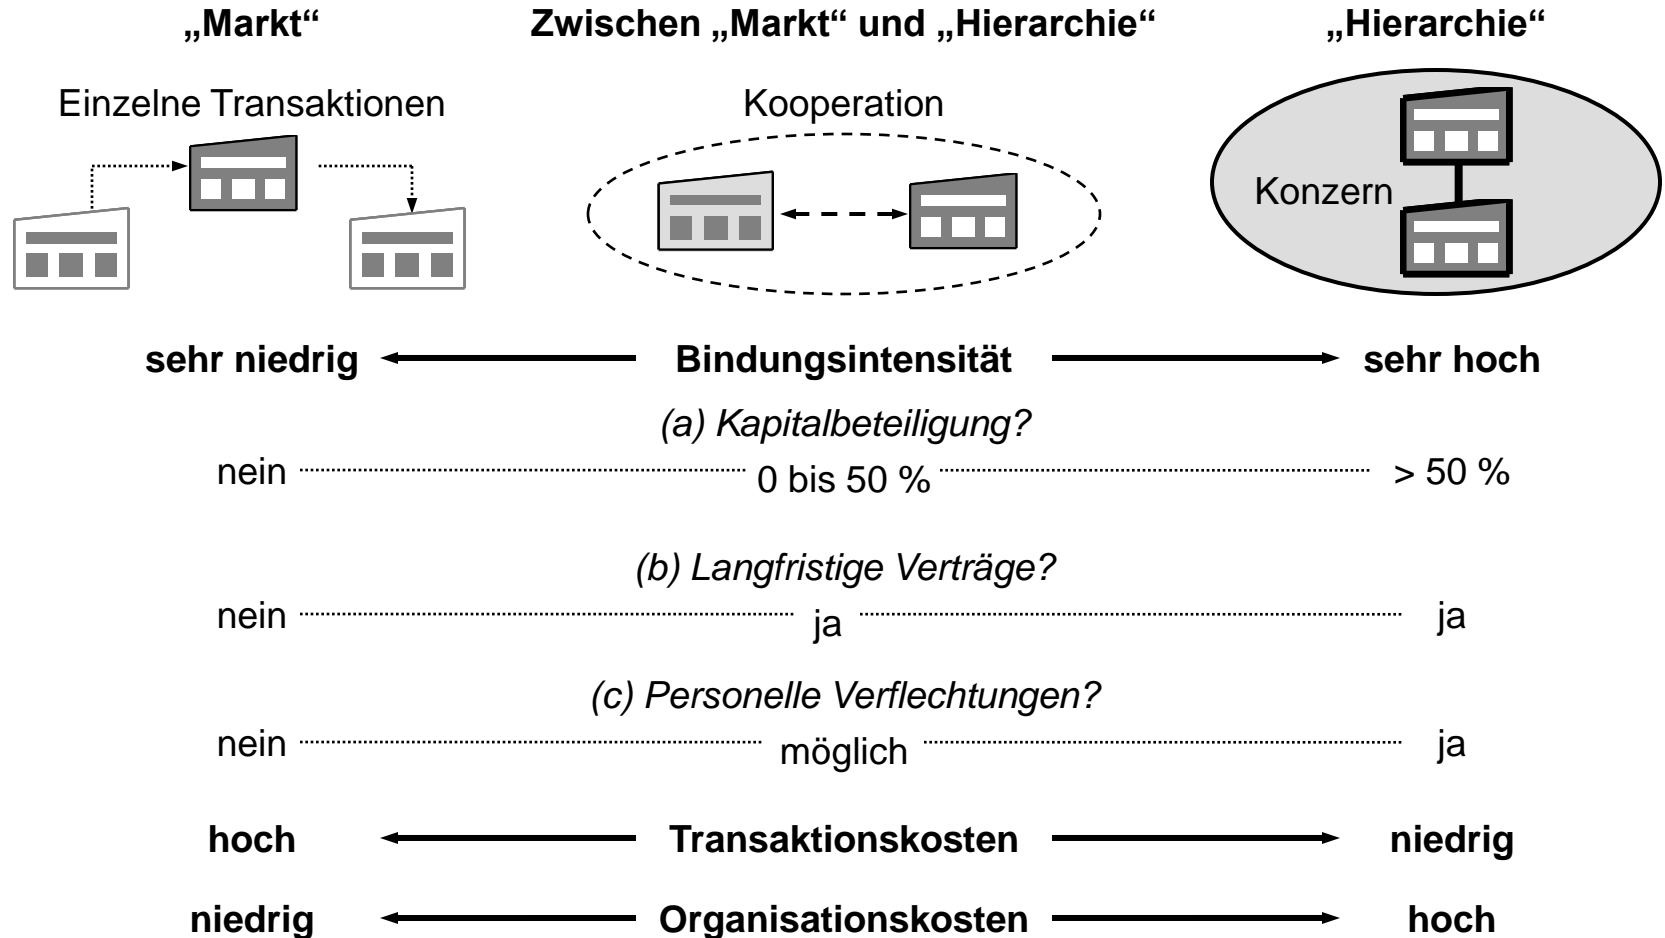 „Markt“ Zwischen „Markt“ und „Hierarchie“ „Hierarchie“
Einzelne Transaktionen Kooperation
Konzern
sehr niedrig Bindungsintensität sehr hoch
(a) Kapitalbeteiligung?
nein 0 bis 50 % > 50 %
(b) Langfristige Verträge?
nein ja ja
(c) Personelle Verflechtungen?
nein möglich ja
hoch Transaktionskosten niedrig
niedrig Organisationskosten hoch